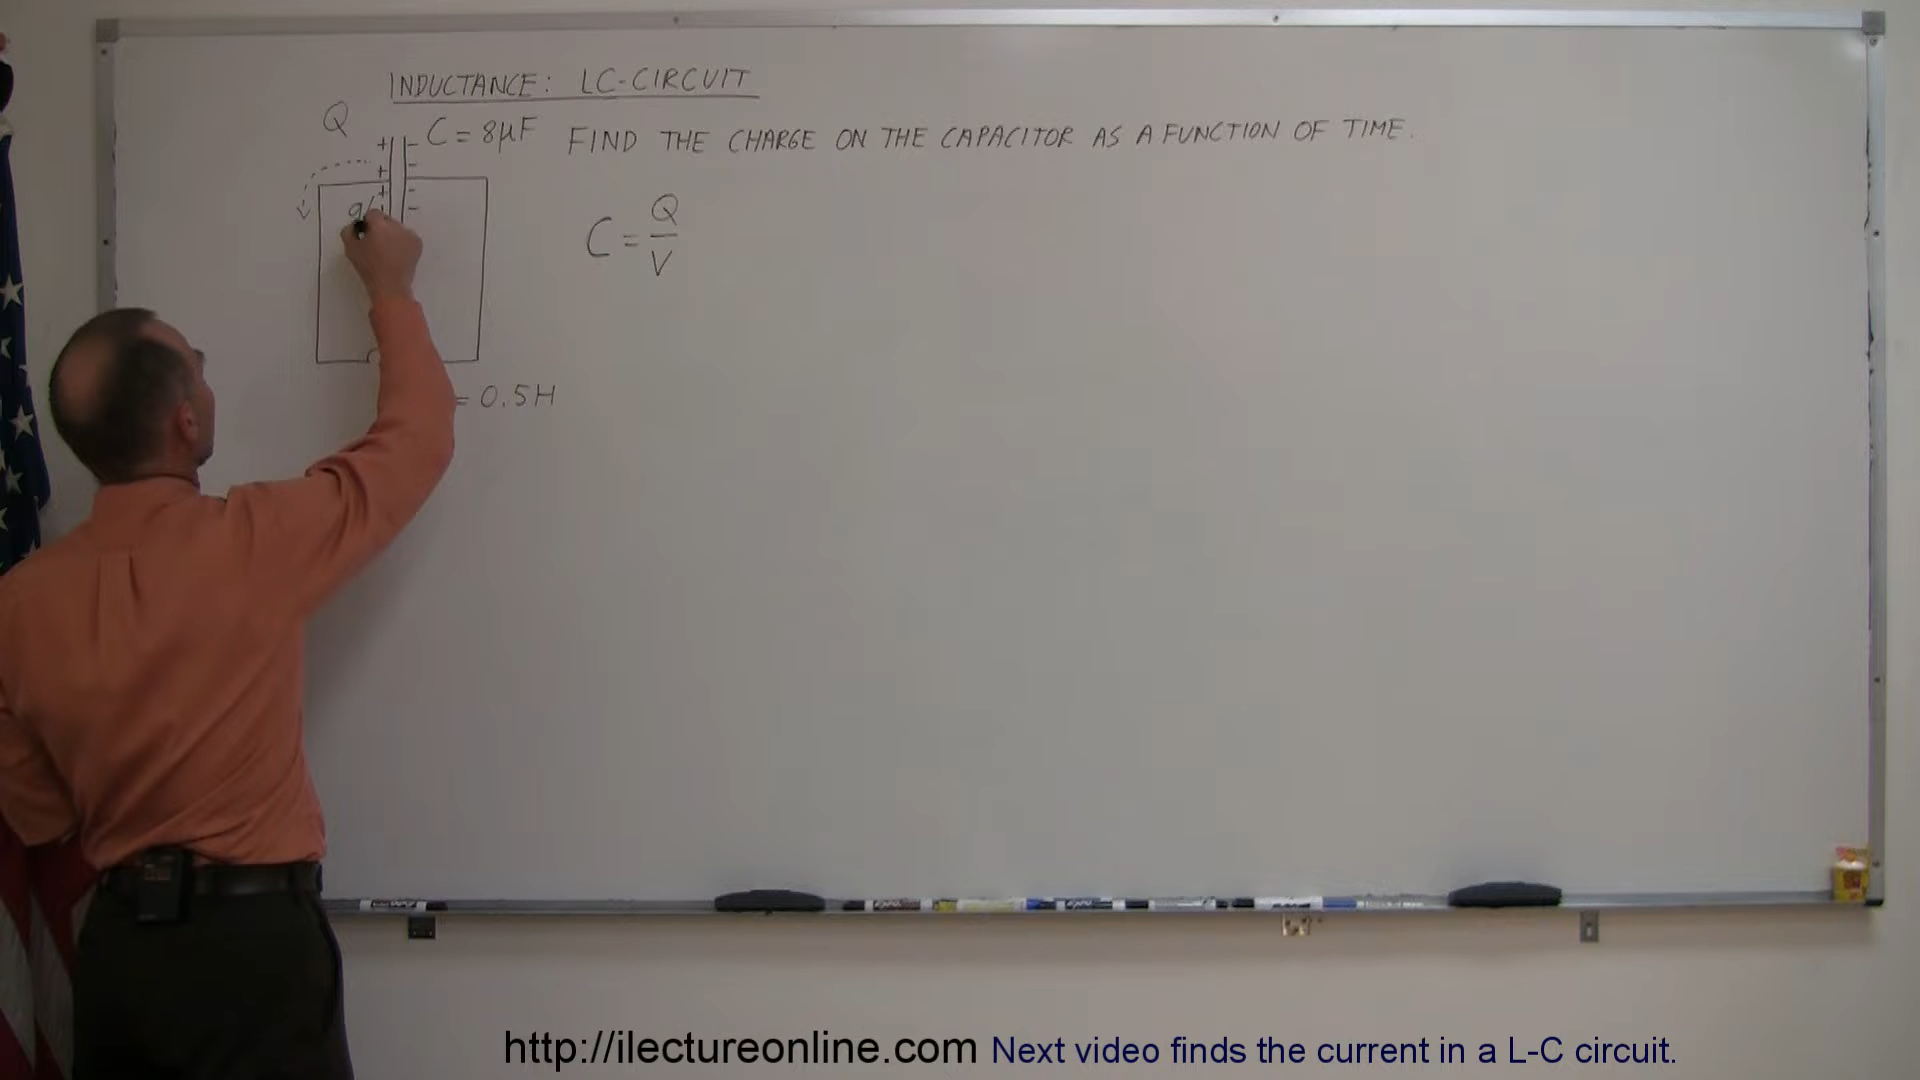 INDUCTANCE: LC-CIRCUIT
Q
C = 8μF FIND THE CHARGE ON THE CAPACITOR AS A FUNCTION OF TIME.
+ -
+ -
+ -
-
q/
C = Q/V
= 0.5H
http://ilectureonline.com Next video finds the current in a L-C circuit.